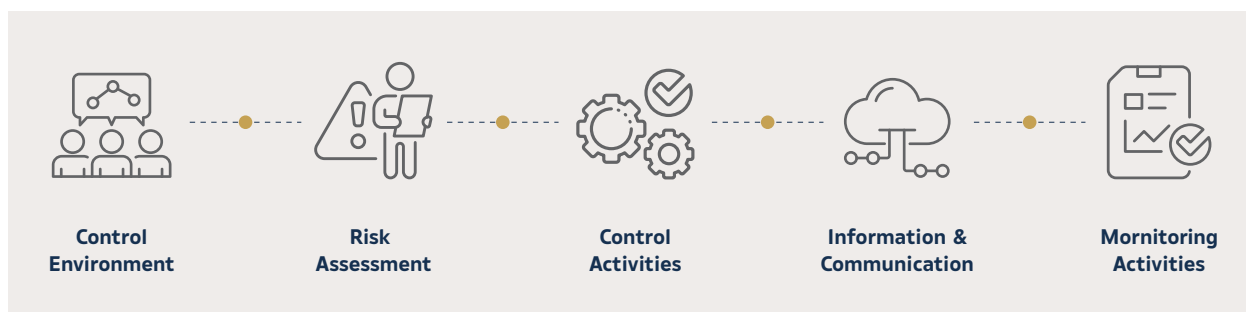 Control
Environment
Risk
Assessment
Control
Activities
Information &
Communication
Mornitoring
Activities